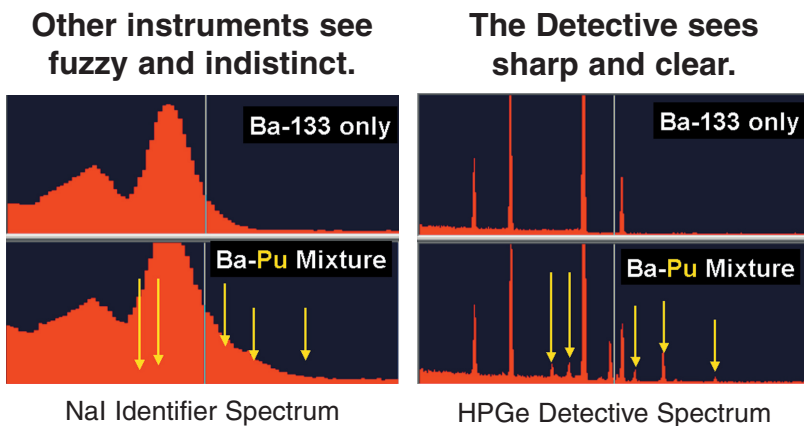 Other instruments see
fuzzy and indistinct.
The Detective sees
sharp and clear.
Ba-133 only
Ba-133 only
Ba-Pu Mixture
Ba-Pu Mixture
NaI Identifier Spectrum
HPGe Detective Spectrum